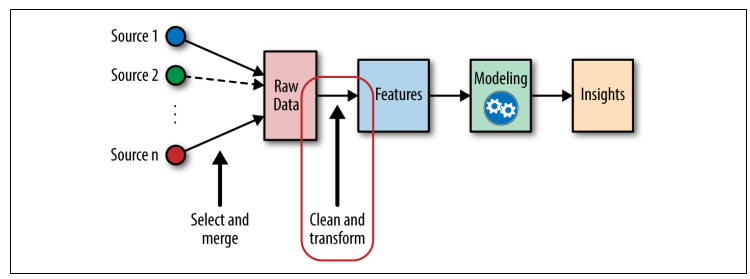 Source 1
Source 2
Source n
Raw
Data
Features
Modeling
Insights
Select and
merge
Clean and
transform